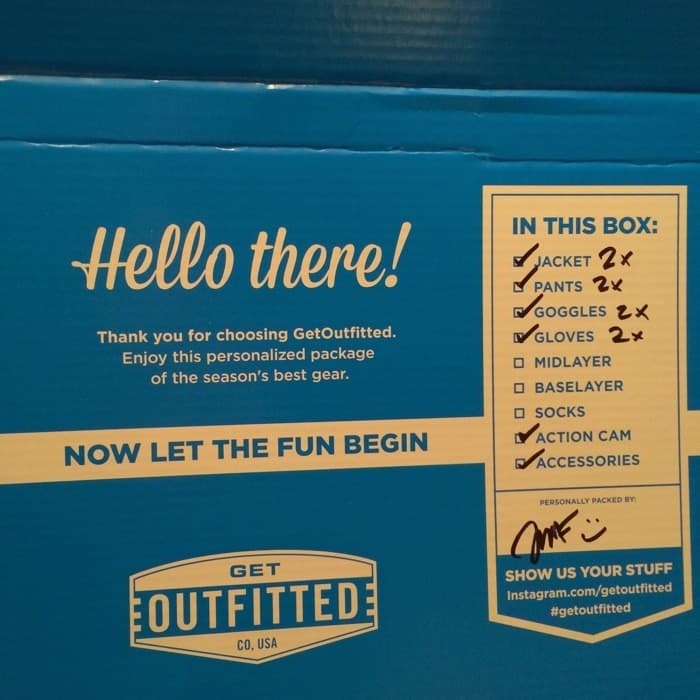 Hello there!
Thank you for choosing GetOutfitted.
Enjoy this personalized package
of the season's best gear.
NOW LET THE FUN BEGIN
GET
OUTFITTED
CO, USA
IN THIS BOX:
JACKET 2x
PANTS 2x
GOGGLES 2x
GLOVES 2x
MIDLAYER
BASELAYER
SOCKS
ACTION CAM
ACCESSORIES
PERSONALLY PACKED BY:
SHOW US YOUR STUFF
Instagram.com/getoutfitted
#getoutfitted